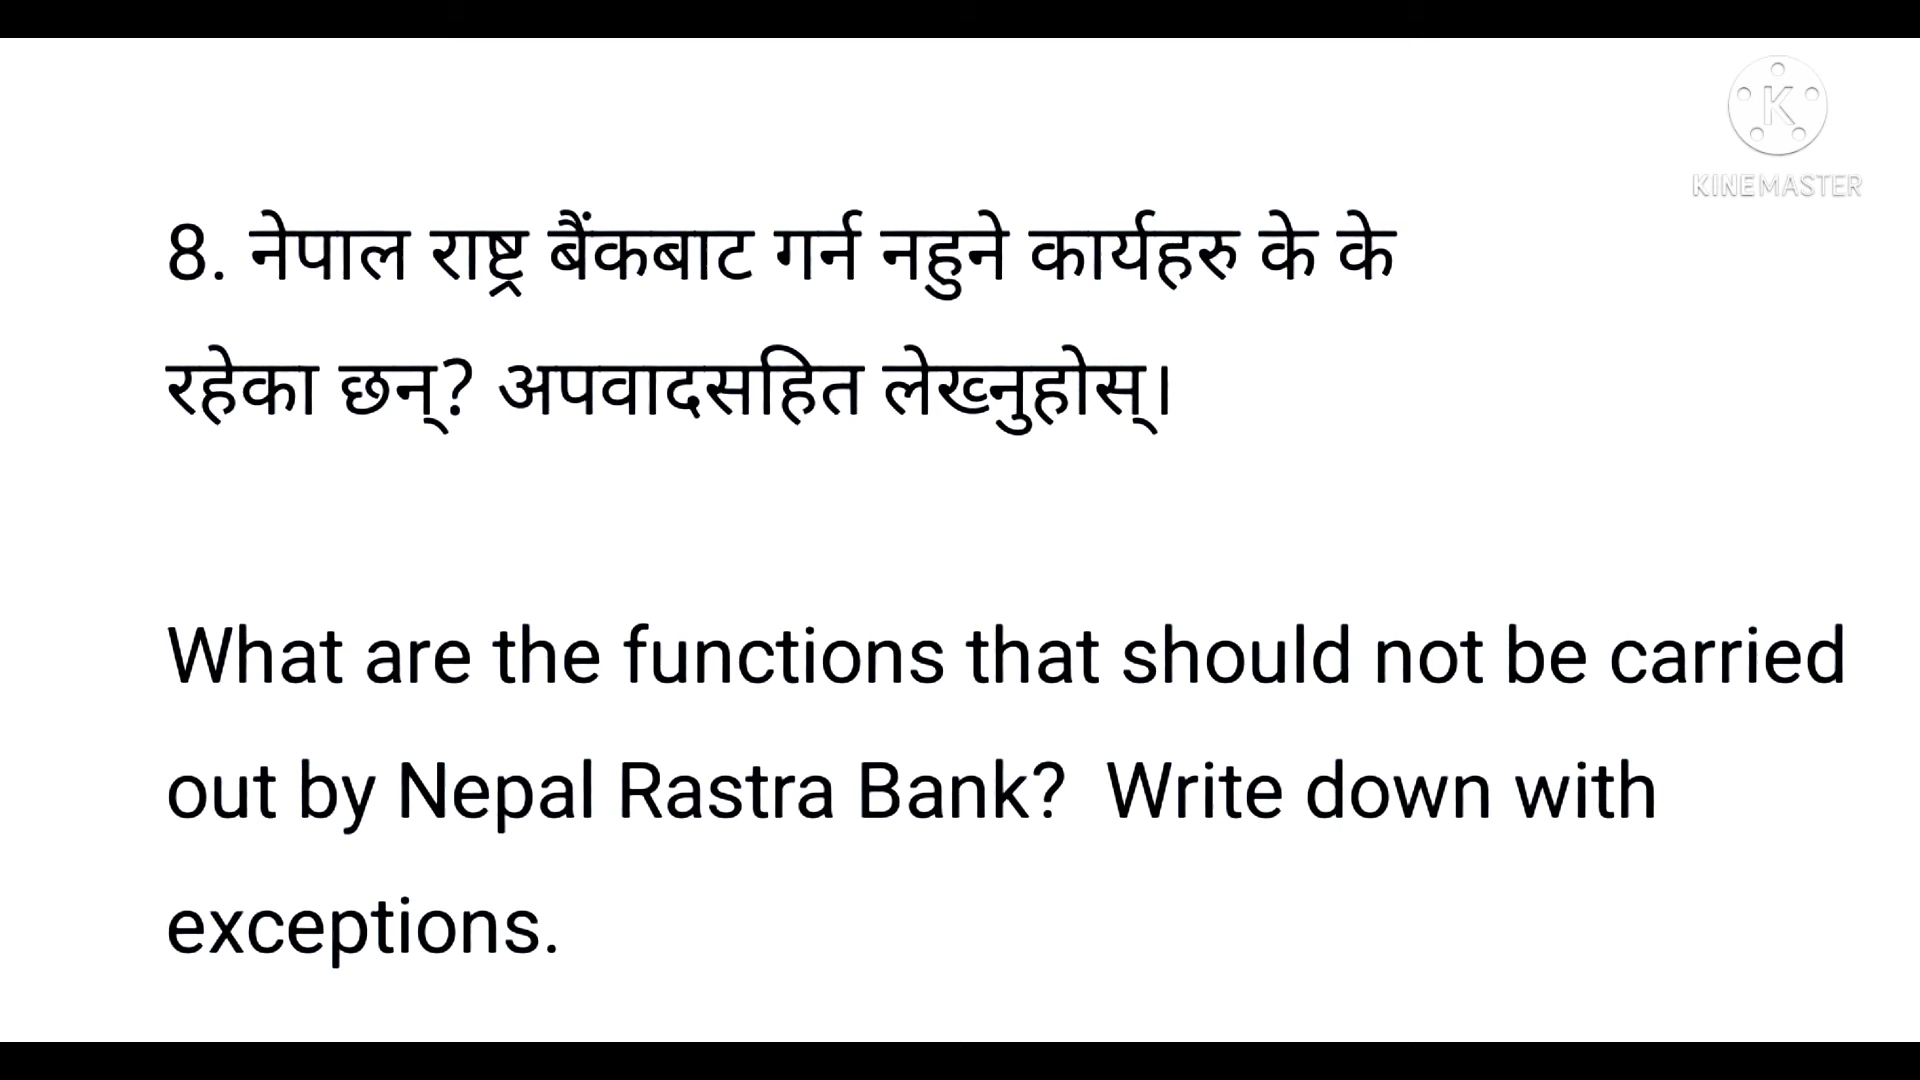 KINEMASTER
8. नेपाल राष्ट्र बैंकबाट गर्न नहुने कार्यहरु के के
रहेका छन्? अपवादसहित लेख्नुहोस्।
What are the functions that should not be carried
out by Nepal Rastra Bank?  Write down with
exceptions.